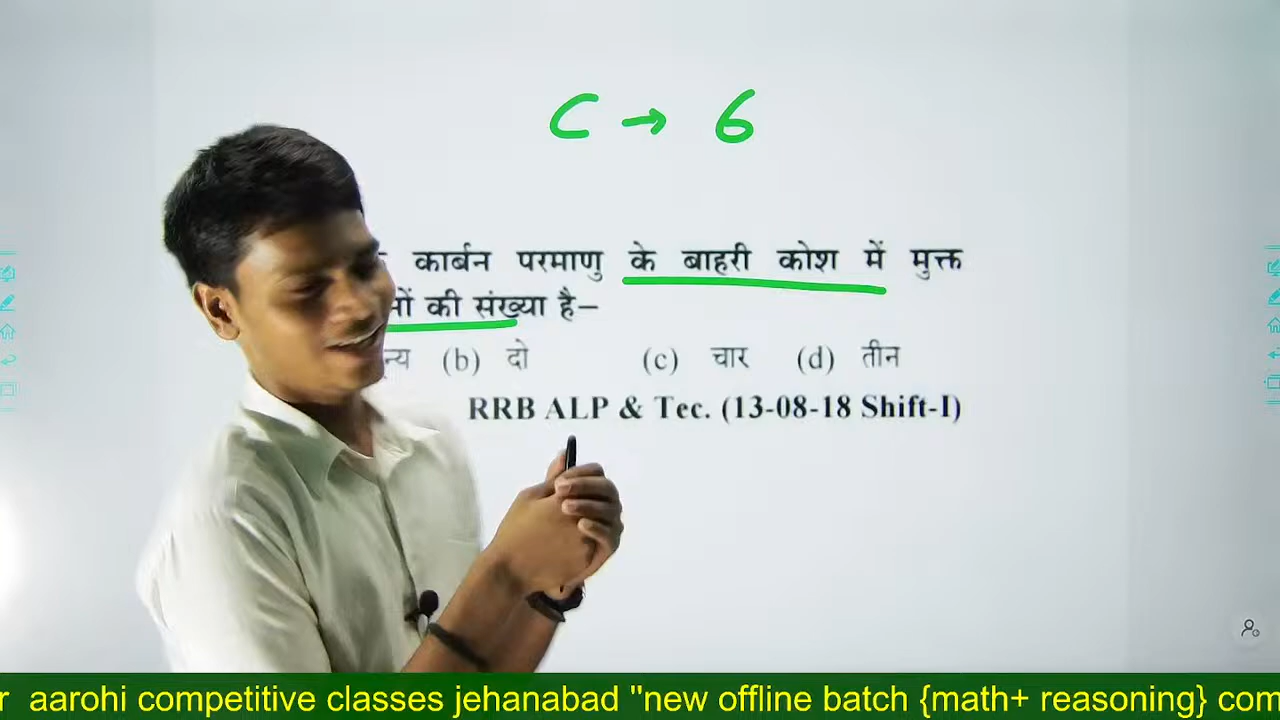 C → 6
कार्बन परमाणु के बाहरी कोश में मुक्त
की संख्या है–
(b) दो (c) चार (d) तीन
RRB ALP & Tec. (13-08-18 Shift-I)
aarohi competitive classes jehanabad "new offline batch {math+ reasoning}